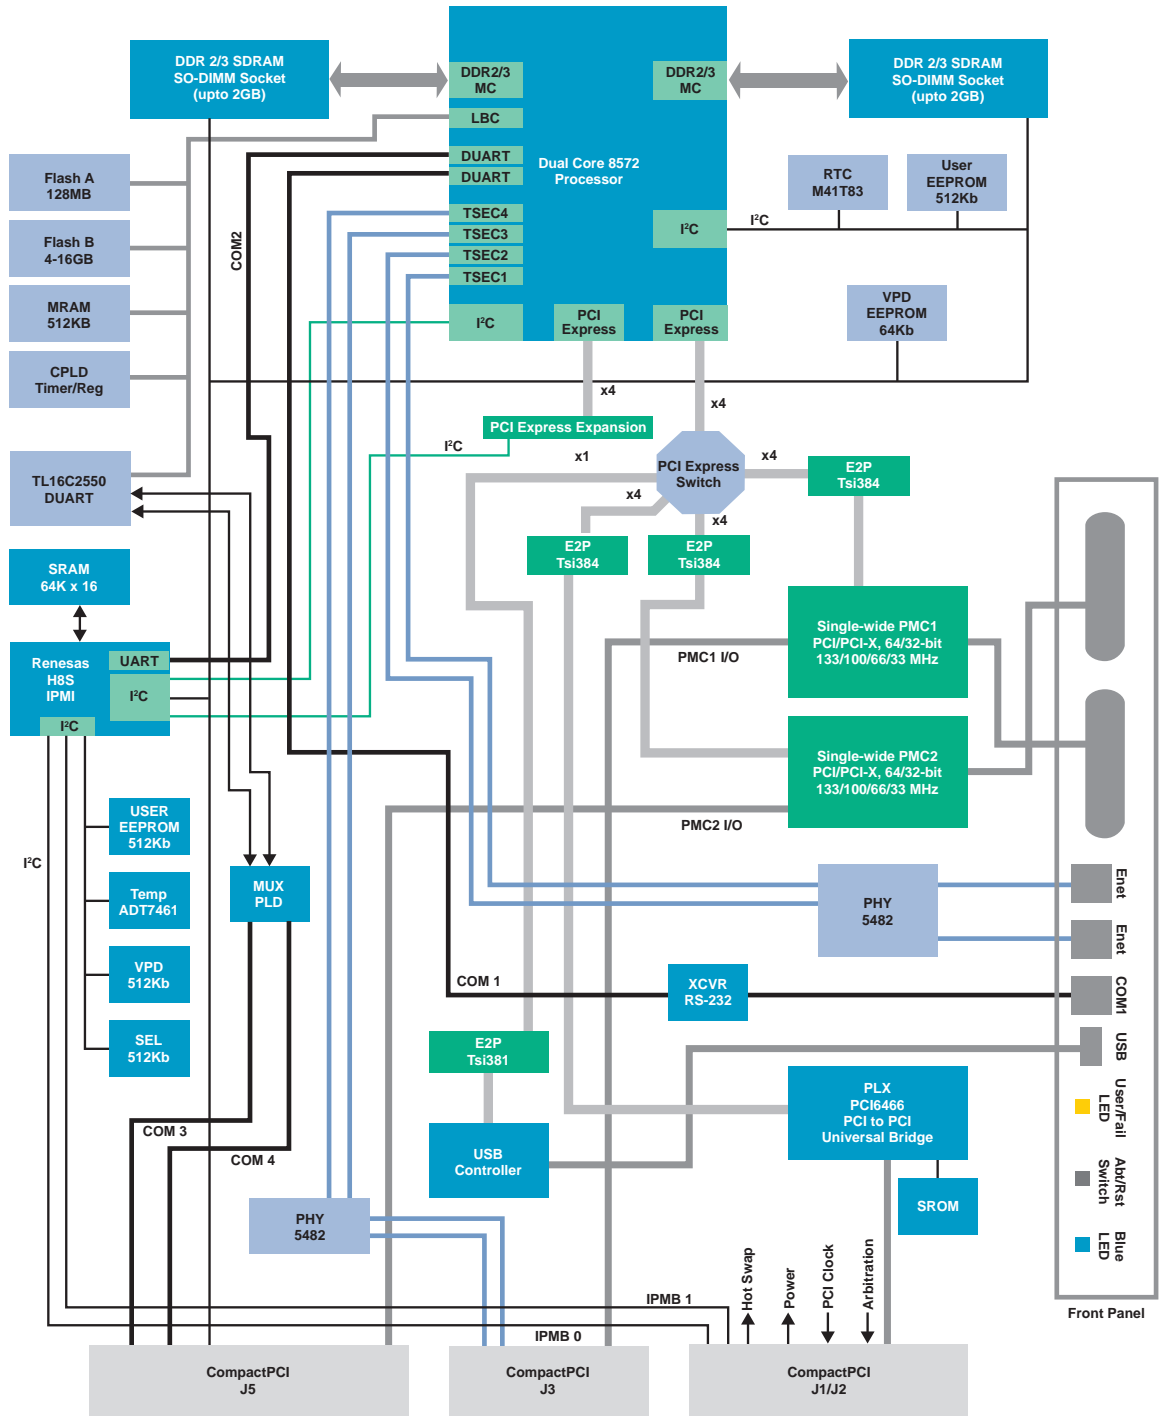 DDR 2/3 SDRAM
SO-DIMM Socket
(upto 2GB)
DDR2/3
MC
LBC
DUART
DUART
TSEC4
TSEC3
TSEC2
TSEC1
I²C
Dual Core 8572
Processor
DDR2/3
MC
I²C
PCI
Express
PCI
Express
DDR 2/3 SDRAM
SO-DIMM Socket
(upto 2GB)
RTC
M41T83
User
EEPROM
512Kb
I²C
VPD
EEPROM
64Kb
Flash A
128MB
Flash B
4-16GB
MRAM
512KB
CPLD
Timer/Reg
TL16C2550
DUART
COM2
x4
x4
PCI Express Expansion
I²C
x1
PCI Express
Switch
x4
x4
x4
E2P
Tsi384
E2P
Tsi384
E2P
Tsi384
SRAM
64K x 16
Renesas
H8S
IPMI
UART
I²C
I²C
Single-wide PMC1
PCI/PCI-X, 64/32-bit
133/100/66/33 MHz
PMC1 I/O
Single-wide PMC2
PCI/PCI-X, 64/32-bit
133/100/66/33 MHz
PMC2 I/O
I²C
USER
EEPROM
512Kb
Temp
ADT7461
VPD
512Kb
SEL
512Kb
MUX
PLD
PHY
5482
COM 1
XCVR
RS-232
E2P
Tsi381
USB
Controller
PLX
PCI6466
PCI to PCI
Universal Bridge
SROM
COM 3
COM 4
PHY
5482
Enet
Enet
COM1
USB
User/Fail
LED
Abt/Rst
Switch
Blue
LED
Front Panel
Hot Swap
Power
PCI Clock
Arbitration
IPMB 1
IPMB 0
CompactPCI
J5
CompactPCI
J3
CompactPCI
J1/J2